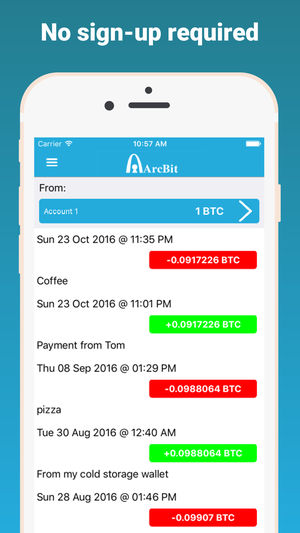 No sign-up required
Carrier 10:57 AM
ArcBit
From:
Account 1 1 BTC
Sun 23 Oct 2016 @ 11:35 PM
-0.0917226 BTC
Coffee
Sun 23 Oct 2016 @ 11:01 PM
+0.0917226 BTC
Payment from Tom
Thu 08 Sep 2016 @ 01:29 PM
-0.0988064 BTC
pizza
Tue 30 Aug 2016 @ 12:40 AM
+0.0988064 BTC
From my cold storage wallet
Sun 28 Aug 2016 @ 01:46 PM
-0.09907 BTC